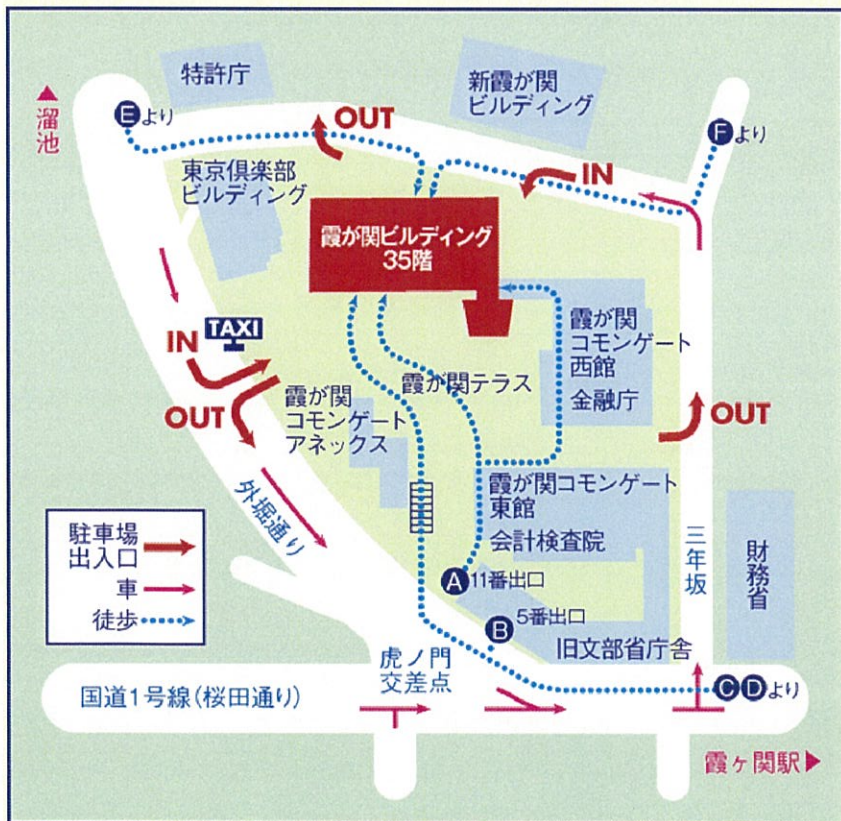 特許庁
新霞が関
ビルディング
▲
溜池
Eより
OUT
Fより
IN
東京倶楽部
ビルディング
霞が関ビルディング
35階
霞が関
コモンゲート
西館
金融庁
TAXI
IN
OUT
霞が関テラス
霞が関
コモンゲート
アネックス
OUT
外堀通り
霞が関コモンゲート
東館
会計検査院
三年坂
財務省
駐車場
出入口
車
徒歩
A 11番出口
B 5番出口
旧文部省庁舎
虎ノ門
交差点
国道1号線(桜田通り)
C Dより
霞ヶ関駅▶